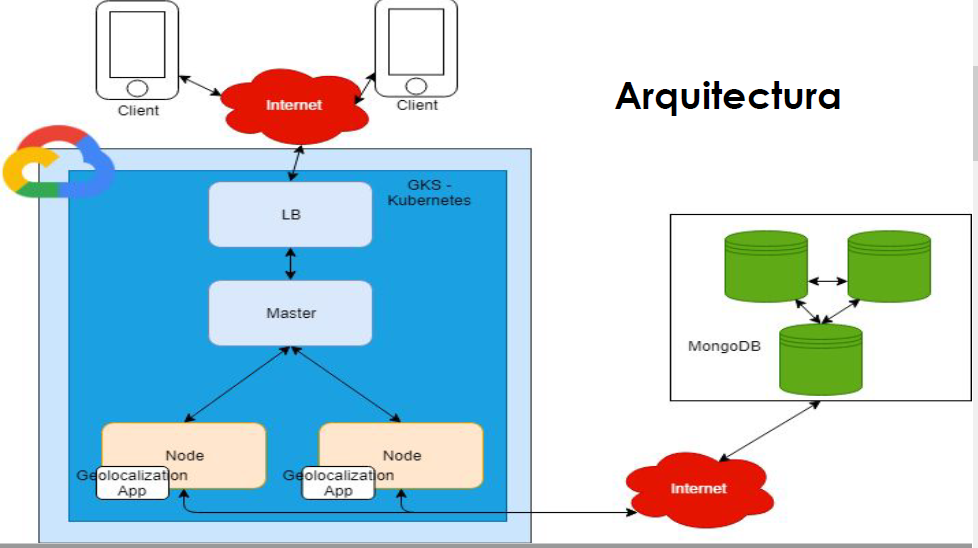 Arquitectura
Client
Client
Internet
GKS -
Kubernetes
LB
Master
MongoDB
Node
Node
Geolocalization
App
Geolocalization
App
Internet